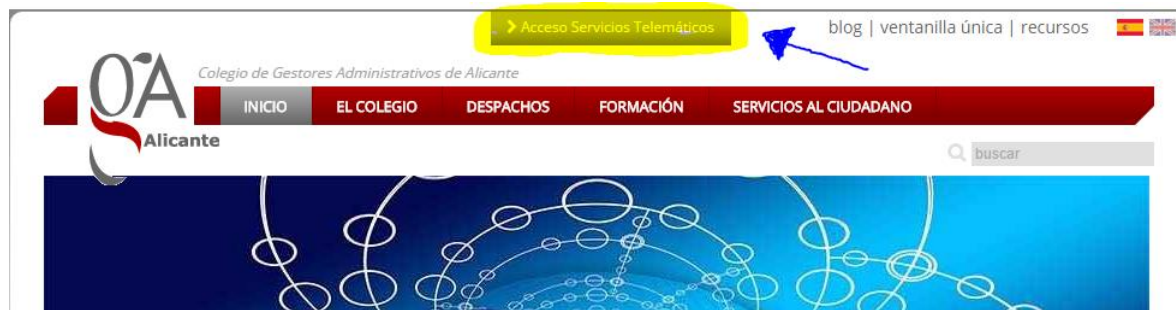 Acceso Servicios Telemáticos
blog | ventanilla única | recursos
Colegio de Gestores Administrativos de Alicante
gA
Alicante
INICIO EL COLEGIO DESPACHOS FORMACIÓN SERVICIOS AL CIUDADANO
buscar